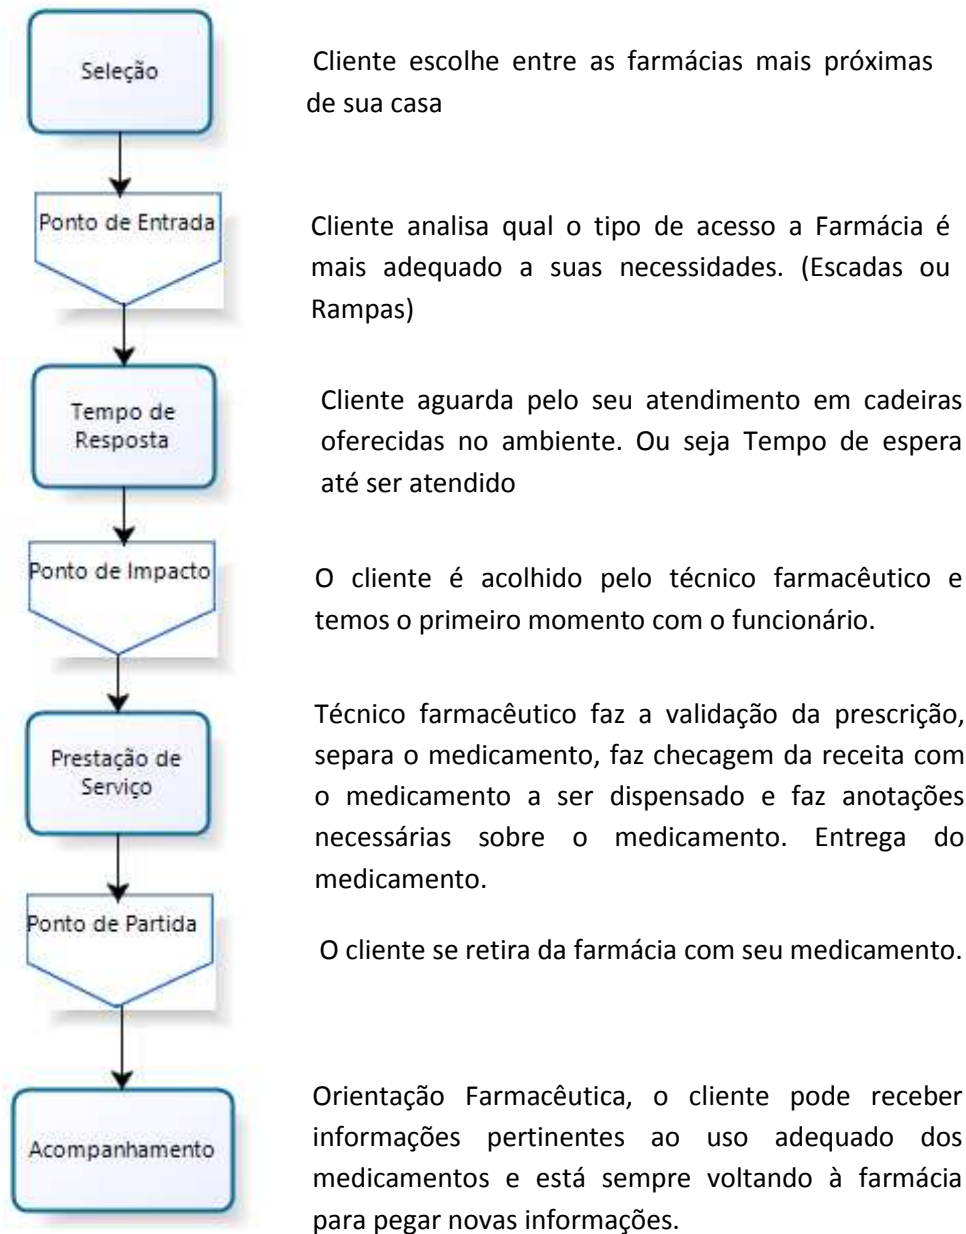 Seleção
Cliente escolhe entre as farmácias mais próximas
de sua casa
Ponto de Entrada
Cliente analisa qual o tipo de acesso a Farmácia é
mais adequado a suas necessidades. (Escadas ou
Rampas)
Tempo de
Resposta
Cliente aguarda pelo seu atendimento em cadeiras
oferecidas no ambiente. Ou seja Tempo de espera
até ser atendido
Ponto de Impacto
O cliente é acolhido pelo técnico farmacêutico e
temos o primeiro momento com o funcionário.
Prestação de
Serviço
Técnico farmacêutico faz a validação da prescrição,
separa o medicamento, faz checagem da receita com
o medicamento a ser dispensado e faz anotações
necessárias sobre o medicamento. Entrega do
medicamento.
Ponto de Partida
O cliente se retira da farmácia com seu medicamento.
Acompanhamento
Orientação Farmacêutica, o cliente pode receber
informações pertinentes ao uso adequado dos
medicamentos e está sempre voltando à farmácia
para pegar novas informações.